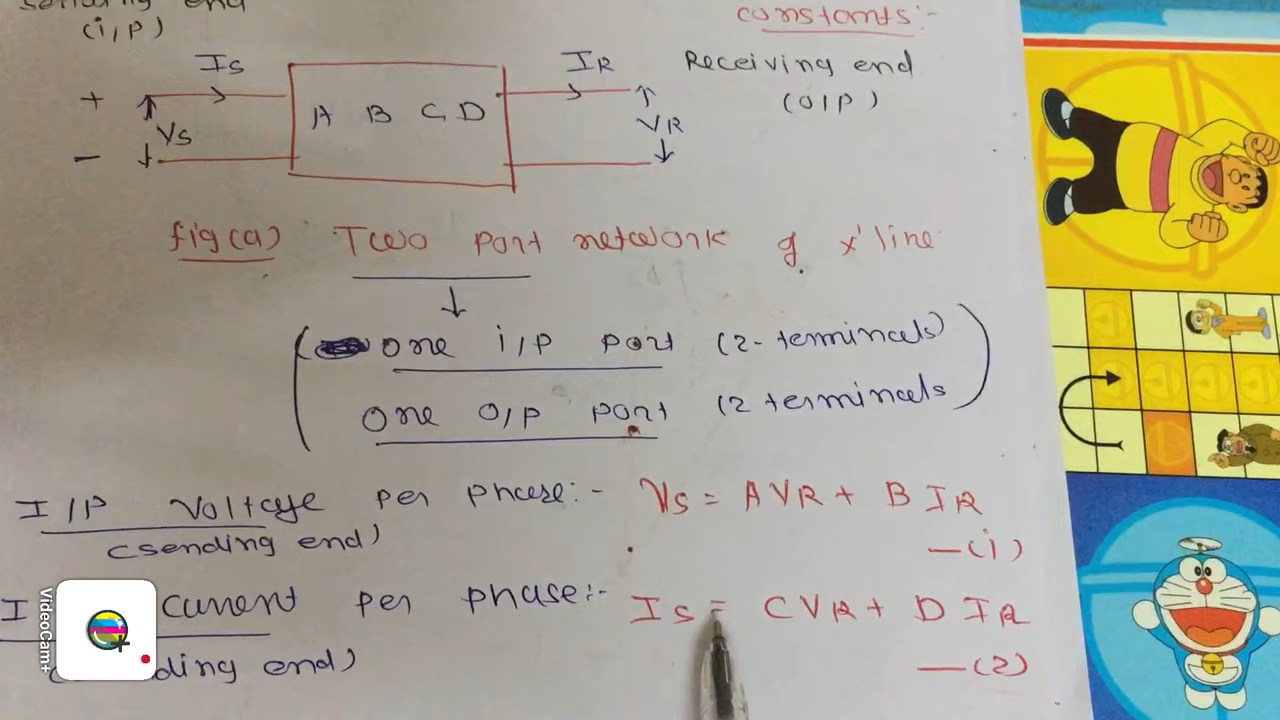 sending end
(i/p)
constants:-
Is
IR
Receiving end
(O/P)
+
Vs
-
A B C D
VR
fig(a) Two port network of x' line
(one i/p port (2-terminals)
one O/p port (2 terminals)
I/P Voltage per phase:- Vs = AVR + BIR
(sending end) —(1)
I current per phase:- Is = CVR + DIR
ding end) —(2)
VideoCam+